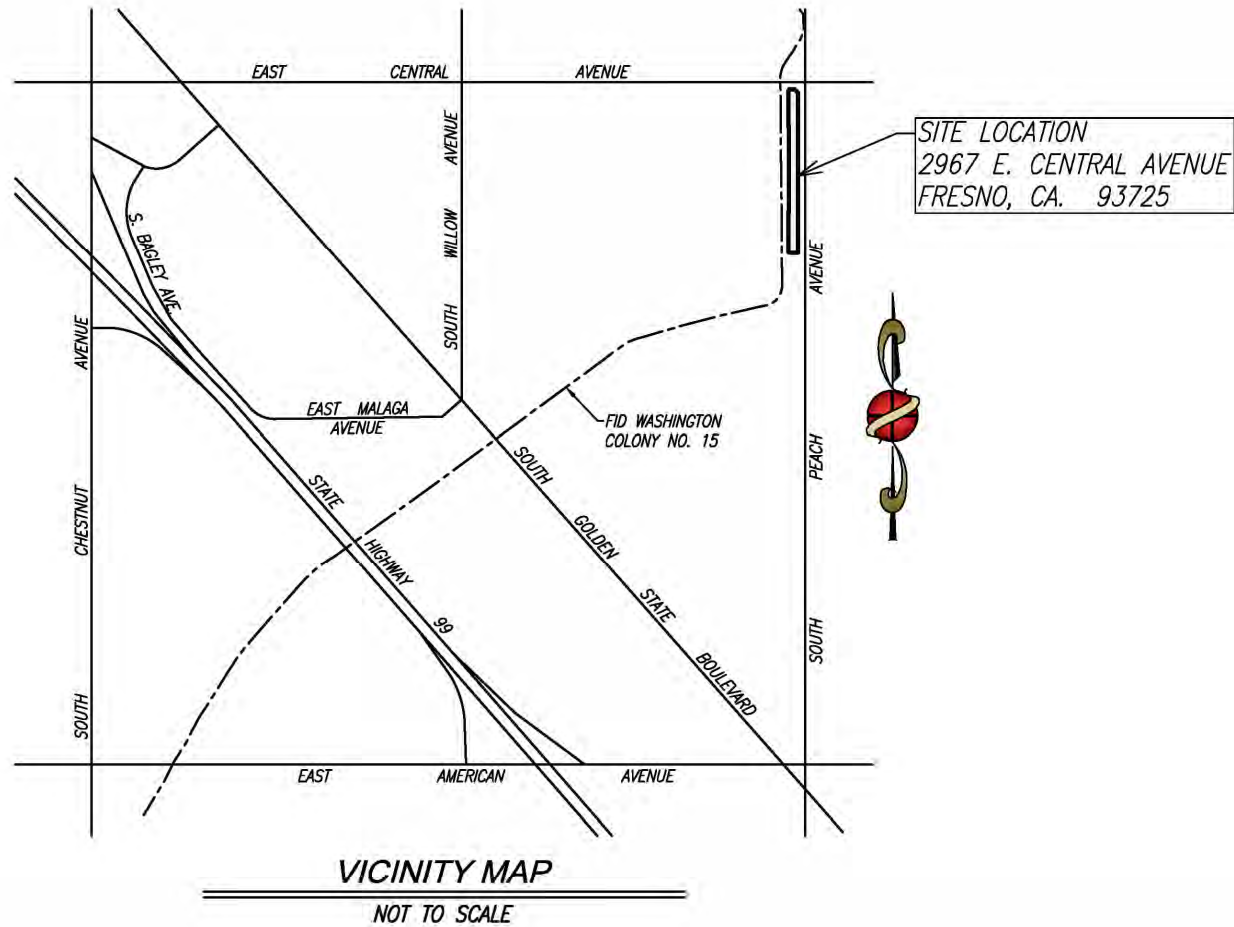 EAST CENTRAL AVENUE
SITE LOCATION
2967 E. CENTRAL AVENUE
FRESNO, CA. 93725
SOUTH WILLOW AVENUE
S. BAGLEY AVE.
EAST MALAGA
AVENUE
FID WASHINGTON
COLONY NO. 15
SOUTH CHESTNUT AVENUE
STATE HIGHWAY 99
SOUTH GOLDEN STATE BOULEVARD
SOUTH PEACH AVENUE
EAST AMERICAN AVENUE
VICINITY MAP
NOT TO SCALE